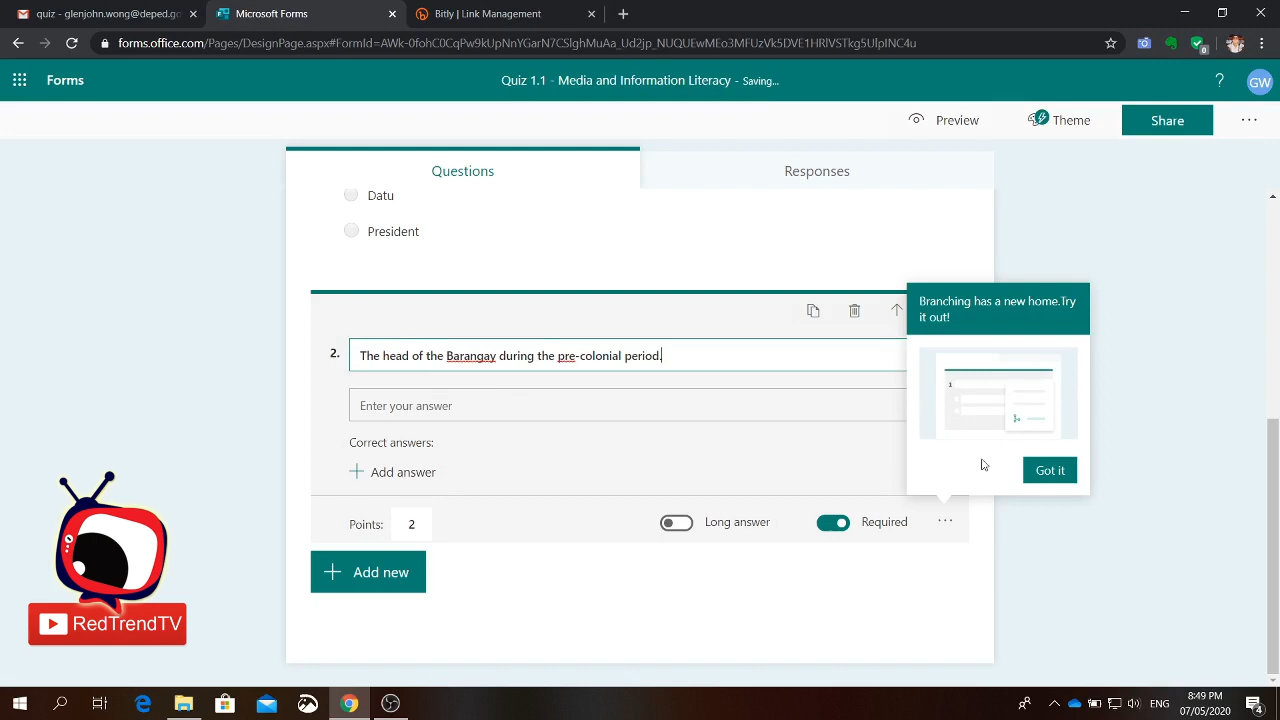 quiz - glenjohn.wong@deped.go
Microsoft Forms
Bitly | Link Management
forms.office.com/Pages/DesignPage.aspx#FormId=AWk-0fohC0CqPw9kUpNnYGarN7CSlghMuAa_Ud2jp_NUQUEwMEo3MFUzVk5DVE1HRlVSTkg5UlpINC4u
0
Forms
Quiz 1.1 - Media and Information Literacy - Saving...
?
GW
Preview
Theme
Share
Questions
Responses
Datu
President
Branching has a new home.Try
it out!
2.
The head of the Barangay during the pre-colonial period.
1
Enter your answer
Correct answers:
Add answer
Got it
Points:
2
Long answer
Required
Add new
RedTrendTV
ENG
8:49 PM
07/05/2020
4